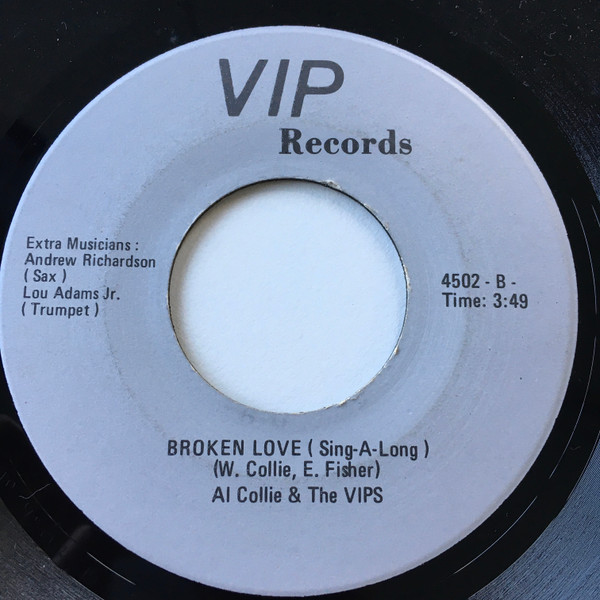 VIP
Records
Extra Musicians :
Andrew Richardson
( Sax )
Lou Adams Jr.
( Trumpet )
4502 - B -
Time: 3:49
BROKEN LOVE ( Sing-A-Long )
(W. Collie, E. Fisher)
Al Collie & The VIPS